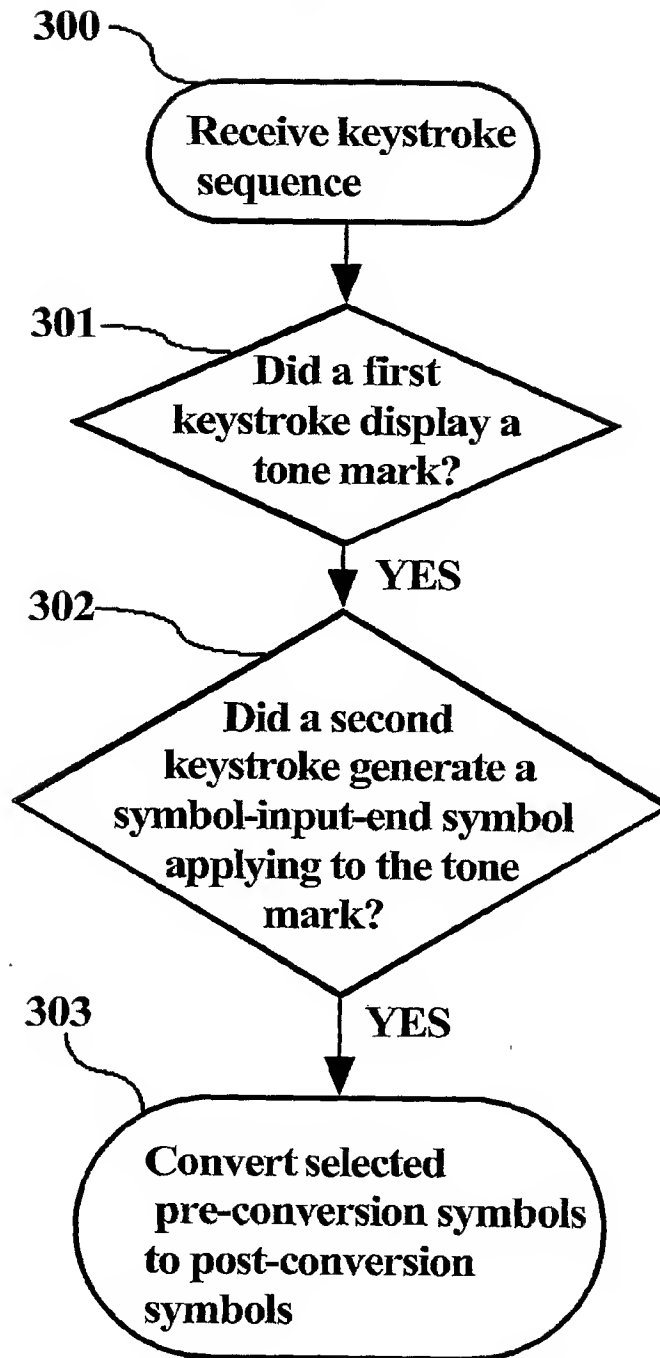 300
Receive keystroke
sequence
301
Did a first
keystroke display a
tone mark?
YES
302
Did a second
keystroke generate a
symbol-input-end symbol
applying to the tone
mark?
YES
303
Convert selected
pre-conversion symbols
to post-conversion
symbols